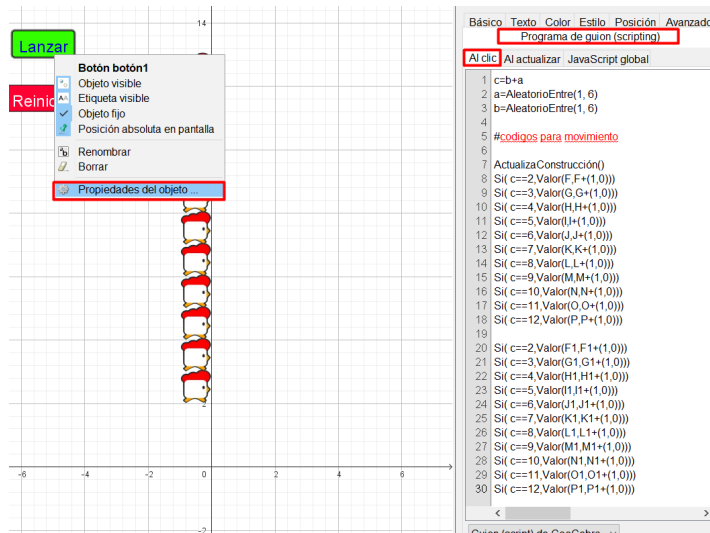 14
Lanzar
Reinic
Botón botón1
Objeto visible
AA Etiqueta visible
Objeto fijo
Posición absoluta en pantalla
Renombrar
Borrar
Propiedades del objeto ...
2
-6 -4 -2 0 2 4 6
-2
Básico Texto Color Estilo Posición Avanzado
Programa de guion (scripting)
Al clic Al actualizar JavaScript global
1 c=b+a
2 a=AleatorioEntre(1, 6)
3 b=AleatorioEntre(1, 6)
4
5 #codigos para movimiento
6
7 ActualizaConstrucción()
8 Si( c==2,Valor(F,F+(1,0)))
9 Si( c==3,Valor(G,G+(1,0)))
10 Si( c==4,Valor(H,H+(1,0)))
11 Si( c==5,Valor(I,I+(1,0)))
12 Si( c==6,Valor(J,J+(1,0)))
13 Si( c==7,Valor(K,K+(1,0)))
14 Si( c==8,Valor(L,L+(1,0)))
15 Si( c==9,Valor(M,M+(1,0)))
16 Si( c==10,Valor(N,N+(1,0)))
17 Si( c==11,Valor(O,O+(1,0)))
18 Si( c==12,Valor(P,P+(1,0)))
19
20 Si( c==2,Valor(F1,F1+(1,0)))
21 Si( c==3,Valor(G1,G1+(1,0)))
22 Si( c==4,Valor(H1,H1+(1,0)))
23 Si( c==5,Valor(I1,I1+(1,0)))
24 Si( c==6,Valor(J1,J1+(1,0)))
25 Si( c==7,Valor(K1,K1+(1,0)))
26 Si( c==8,Valor(L1,L1+(1,0)))
27 Si( c==9,Valor(M1,M1+(1,0)))
28 Si( c==10,Valor(N1,N1+(1,0)))
29 Si( c==11,Valor(O1,O1+(1,0)))
30 Si( c==12,Valor(P1,P1+(1,0)))
Guion (script) de GeoGebra